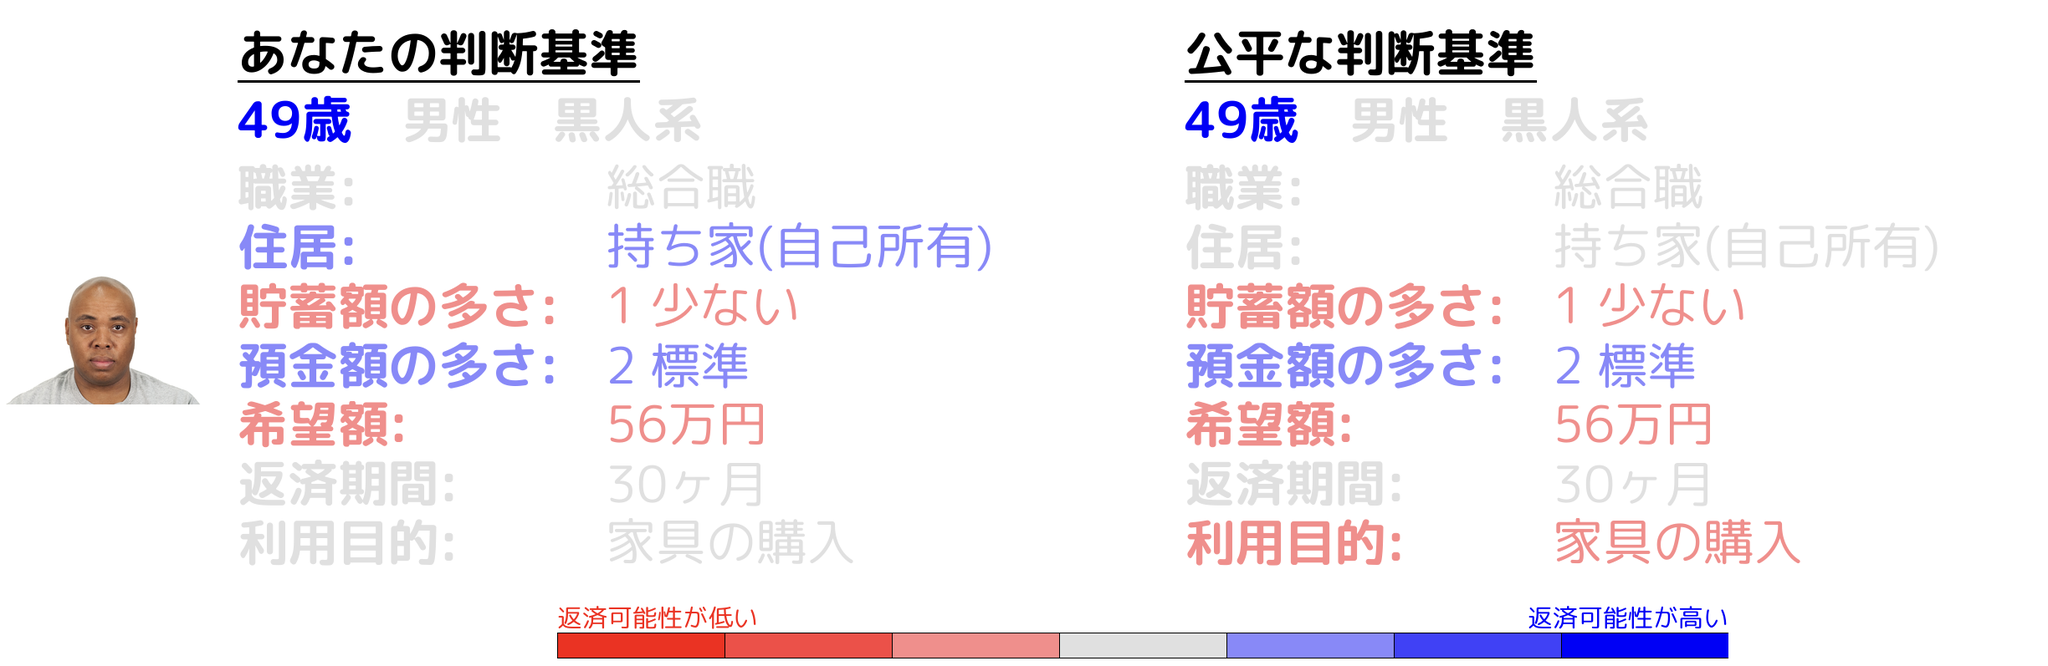 あなたの判断基準
49歳 男性 黒人系
職業: 総合職
住居: 持ち家(自己所有)
貯蓄額の多さ: 1 少ない
預金額の多さ: 2 標準
希望額: 56万円
返済期間: 30ヶ月
利用目的: 家具の購入
公平な判断基準
49歳 男性 黒人系
職業: 総合職
住居: 持ち家(自己所有)
貯蓄額の多さ: 1 少ない
預金額の多さ: 2 標準
希望額: 56万円
返済期間: 30ヶ月
利用目的: 家具の購入
返済可能性が低い
返済可能性が高い